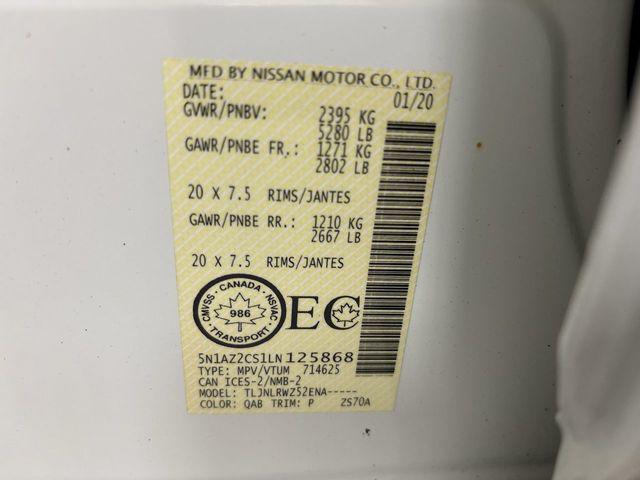 MFD BY NISSAN MOTOR CO., LTD.
DATE: 01/20
GVWR/PNBV: 2395 KG
5280 LB
GAWR/PNBE FR.: 1271 KG
2802 LB
20 X 7.5 RIMS/JANTES
GAWR/PNBE RR.: 1210 KG
2667 LB
20 X 7.5 RIMS/JANTES
CMVSS · CANADA · NSVAC
986
TRANSPORT
EC
5N1AZ2CS1LN125868
TYPE: MPV/VTUM 714625
CAN ICES-2/NMB-2
MODEL: TLJNLRWZ52ENA-----
COLOR: QAB TRIM: P ZS70A